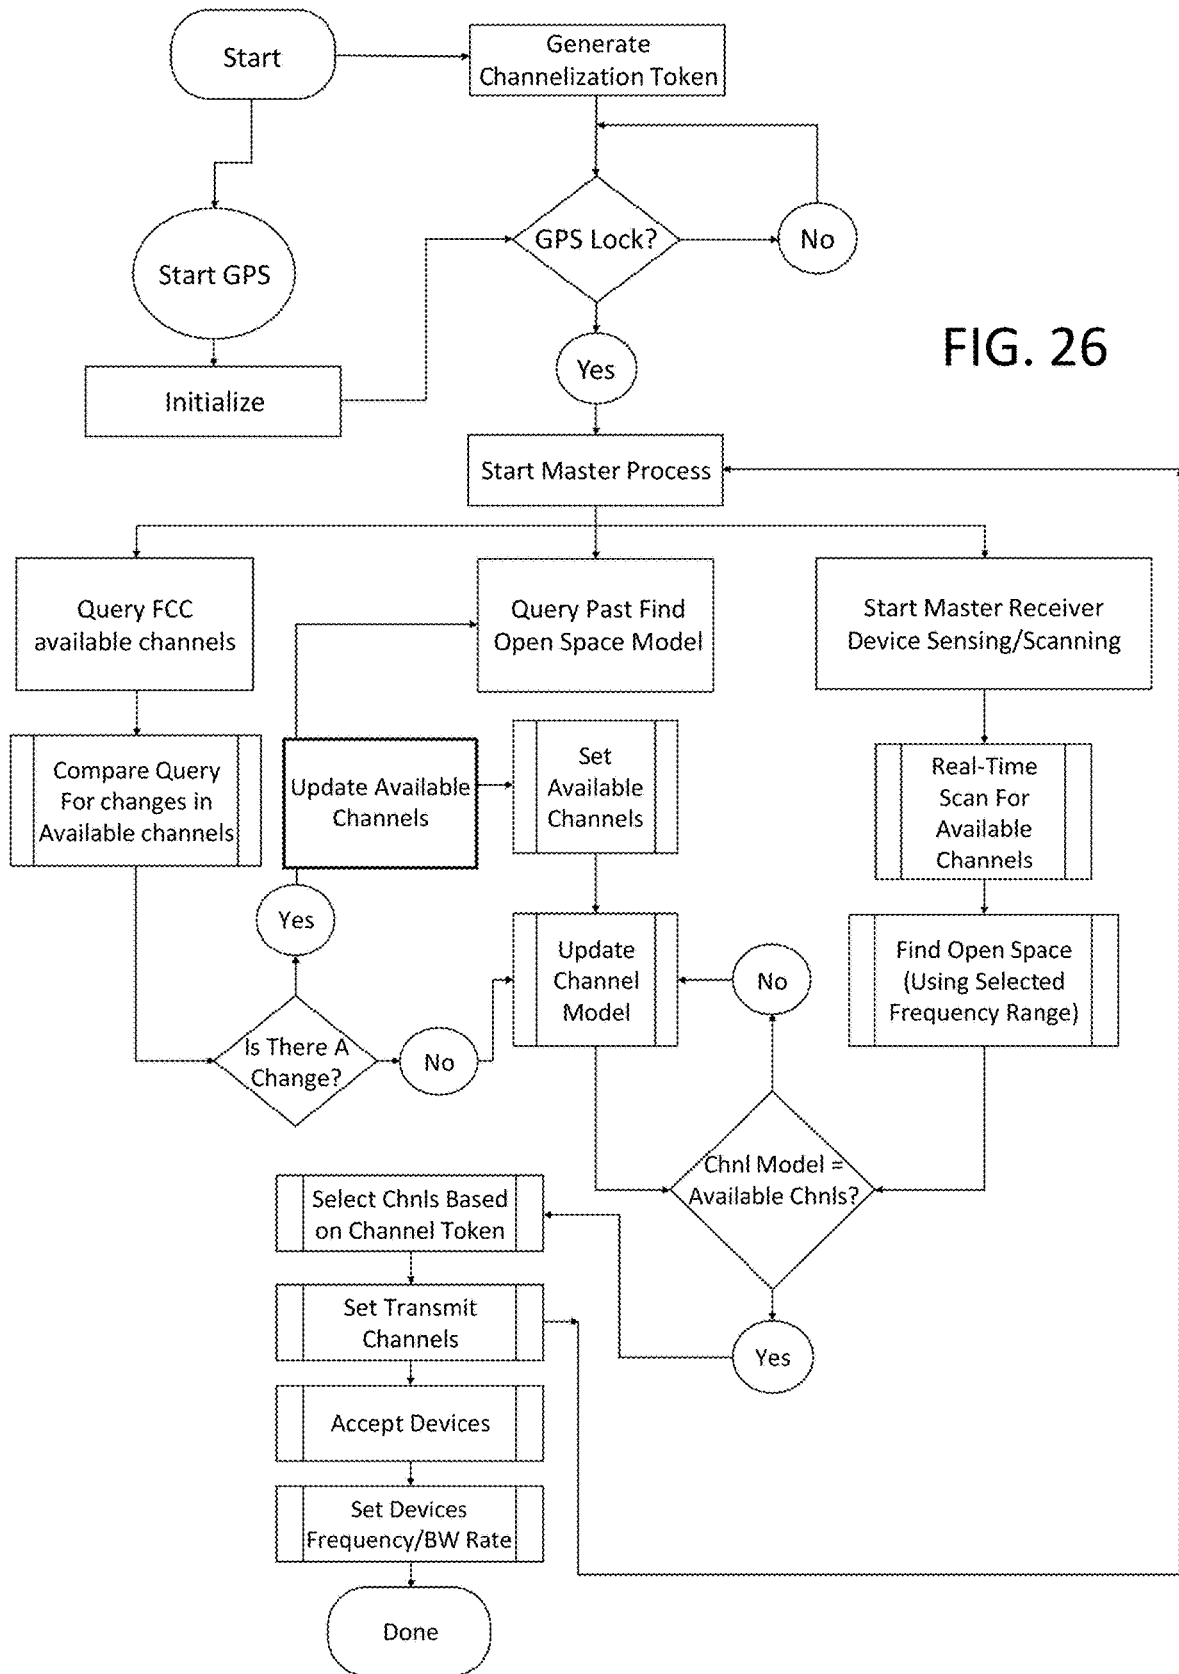 Start
Generate
Channelization Token
Start GPS
GPS Lock?
No
Initialize
Yes
FIG. 26
Start Master Process
Query FCC
available channels
Query Past Find
Open Space Model
Start Master Receiver
Device Sensing/Scanning
Compare Query
For changes in
Available channels
Update Available
Channels
Set
Available
Channels
Real-Time
Scan For
Available
Channels
Yes
Update
Channel
Model
No
Find Open Space
(Using Selected
Frequency Range)
Is There A
Change?
No
Chnl Model =
Available Chnls?
Select Chnls Based
on Channel Token
Set Transmit
Channels
Yes
Accept Devices
Set Devices
Frequency/BW Rate
Done